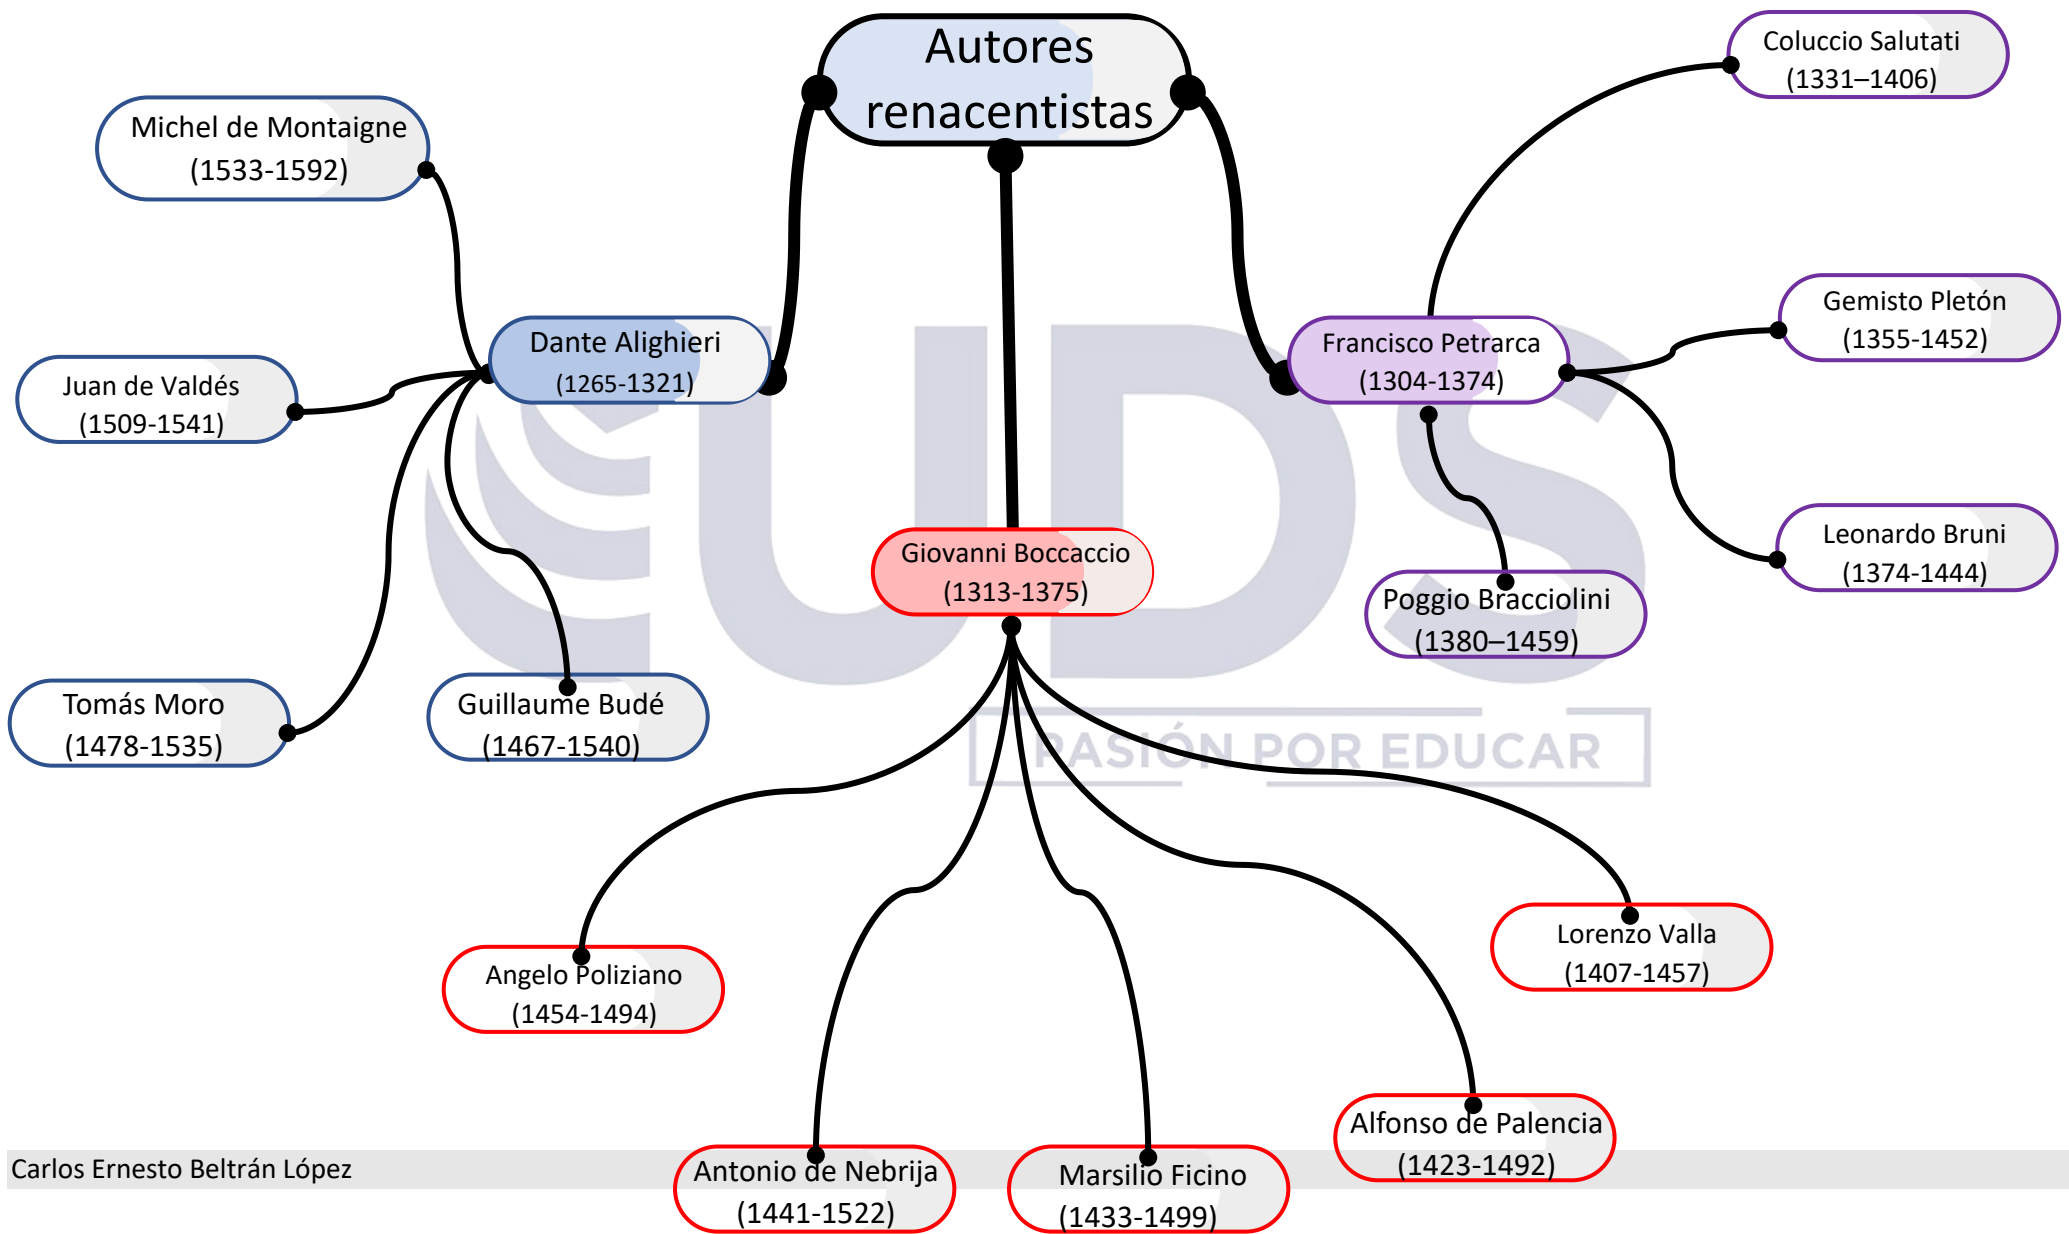 Autores
renacentistas
Coluccio Salutati
(1331–1406)
Michel de Montaigne
(1533-1592)
Gemisto Pletón
(1355-1452)
Dante Alighieri
(1265-1321)
Francisco Petrarca
(1304-1374)
Juan de Valdés
(1509-1541)
Leonardo Bruni
(1374-1444)
Giovanni Boccaccio
(1313-1375)
Poggio Bracciolini
(1380–1459)
Tomás Moro
(1478-1535)
Guillaume Budé
(1467-1540)
UDS
PASIÓN POR EDUCAR
Lorenzo Valla
(1407-1457)
Angelo Poliziano
(1454-1494)
Alfonso de Palencia
(1423-1492)
Carlos Ernesto Beltrán López
Antonio de Nebrija
(1441-1522)
Marsilio Ficino
(1433-1499)